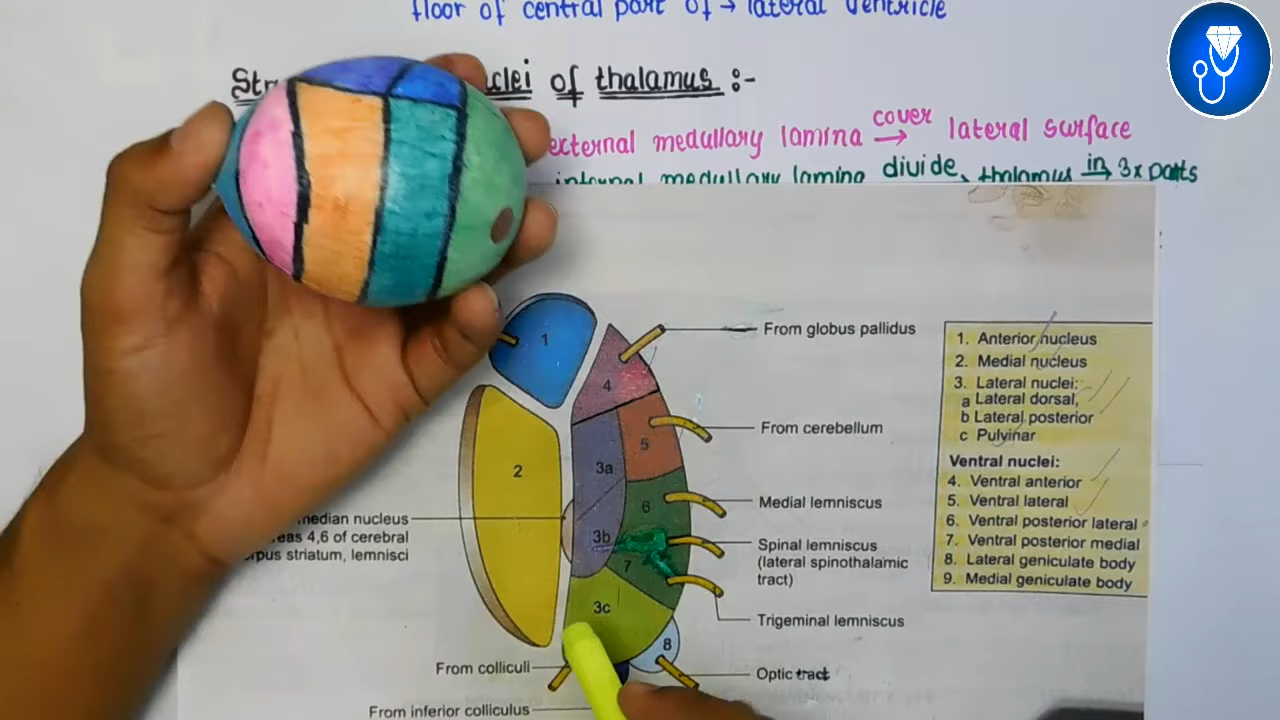 floor of central part of → lateral ventricle
nuclei of thalamus :-
external medullary lamina cover → lateral surface
internal medullary lamina divide, thalamus in → 3x parts
1
2
3a
3b
3c
4
5
6
7
8
From globus pallidus
From cerebellum
Medial lemniscus
Spinal lemniscus
(lateral spinothalamic
tract)
Trigeminal lemniscus
Optic tract
median nucleus
4,6 of cerebral
striatum, lemnisci
From colliculi
From inferior colliculus
1. Anterior nucleus
2. Medial nucleus
3. Lateral nuclei:
a Lateral dorsal,
b Lateral posterior
c Pulvinar
Ventral nuclei:
4. Ventral anterior
5. Ventral lateral
6. Ventral posterior lateral
7. Ventral posterior medial
8. Lateral geniculate body
9. Medial geniculate body